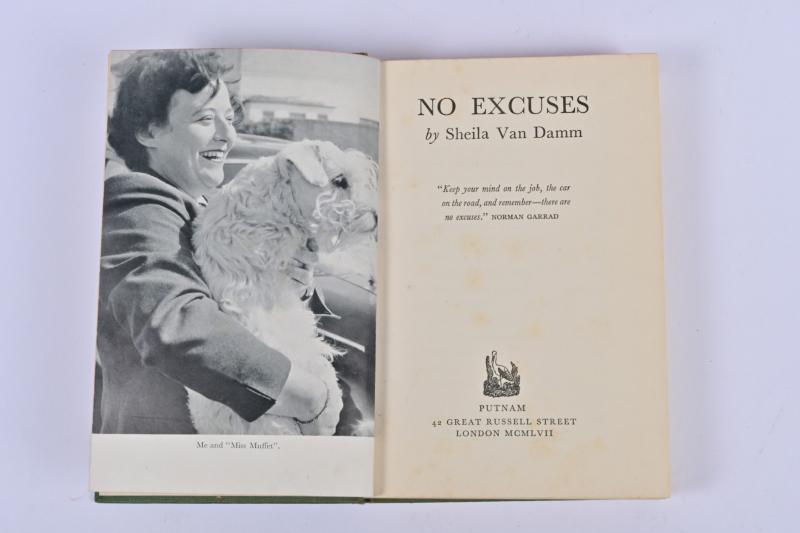 Me and "Miss Muffet".
NO EXCUSES
by Sheila Van Damm
"Keep your mind on the job, the car
on the road, and remember—there are
no excuses." NORMAN GARRAD
PUTNAM
42 GREAT RUSSELL STREET
LONDON MCMLVII